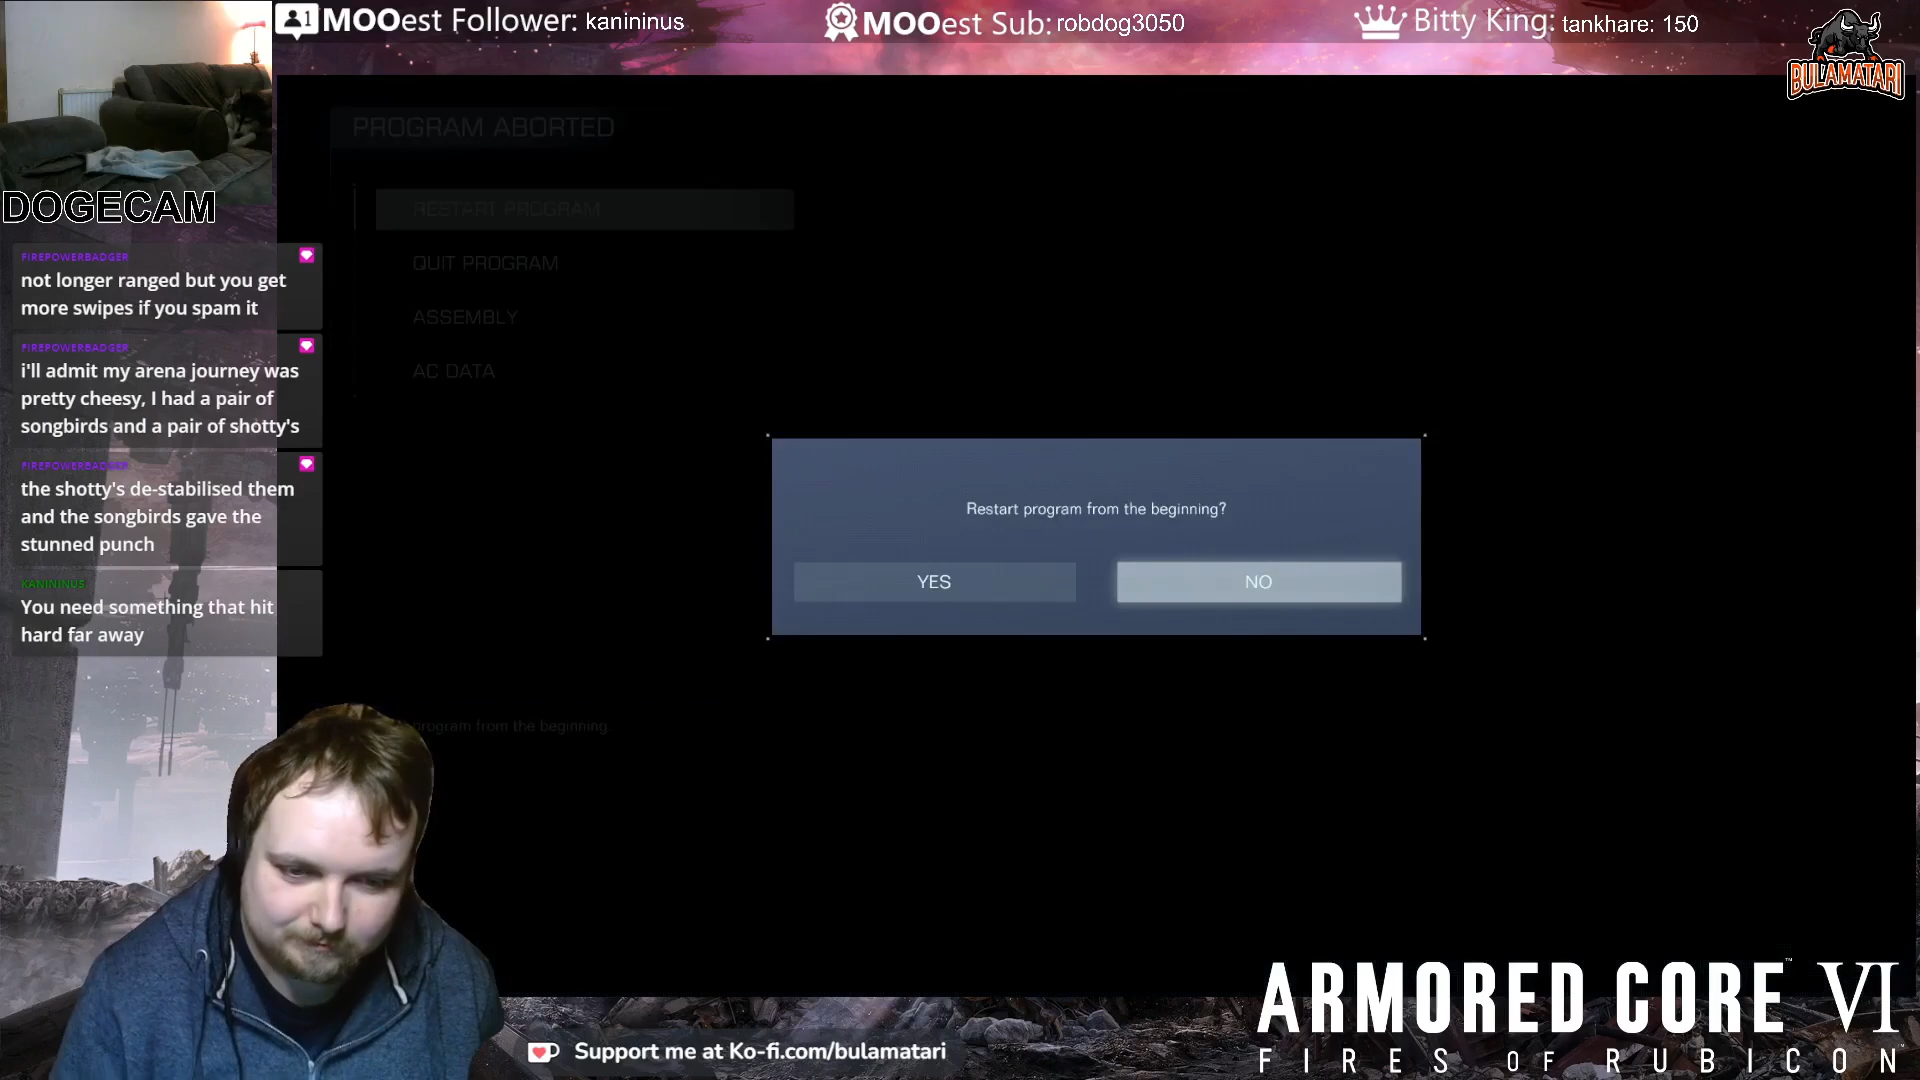 MOOest Follower: kanininus
MOOest Sub: robdog3050
Bitty King: tankhare: 150
BULAMATARI
DOGECAM
PROGRAM ABORTED
RESTART PROGRAM
QUIT PROGRAM
ASSEMBLY
AC DATA
FIREPOWERBADGER
not longer ranged but you get
more swipes if you spam it
FIREPOWERBADGER
i'll admit my arena journey was
pretty cheesy, I had a pair of
songbirds and a pair of shotty's
FIREPOWERBADGER
the shotty's de-stabilised them
and the songbirds gave the
stunned punch
KANININUS
You need something that hit
hard far away
Restart program from the beginning?
YES
NO
program from the beginning
ARMORED CORE VI
FIRES OF RUBICON
Support me at Ko-fi.com/bulamatari